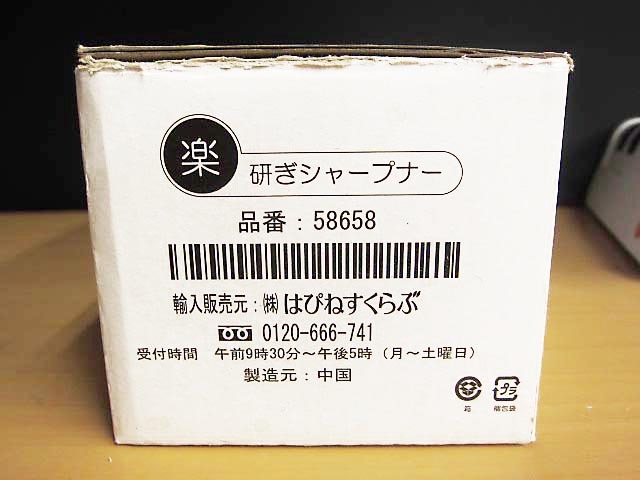 楽 研ぎシャープナー
品番：58658
輸入販売元：㈱はぴねすくらぶ
0120-666-741
受付時間 午前9時30分～午後5時（月～土曜日）
製造元：中国
プラ
箱 個包袋